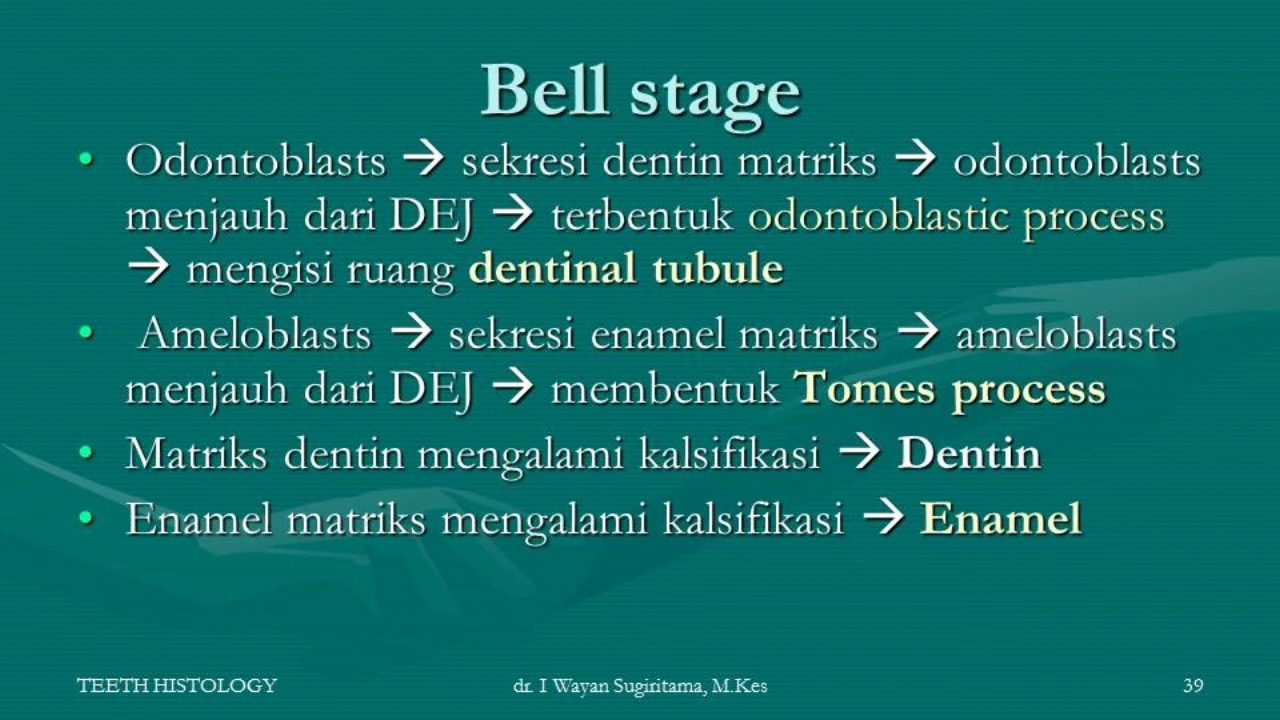 Bell stage
• Odontoblasts → sekresi dentin matriks → odontoblasts
menjauh dari DEJ → terbentuk odontoblastic process
→ mengisi ruang dentinal tubule
• Ameloblasts → sekresi enamel matriks → ameloblasts
menjauh dari DEJ → membentuk Tomes process
• Matriks dentin mengalami kalsifikasi → Dentin
• Enamel matriks mengalami kalsifikasi → Enamel
TEETH HISTOLOGY dr. I Wayan Sugiritama, M.Kes 39